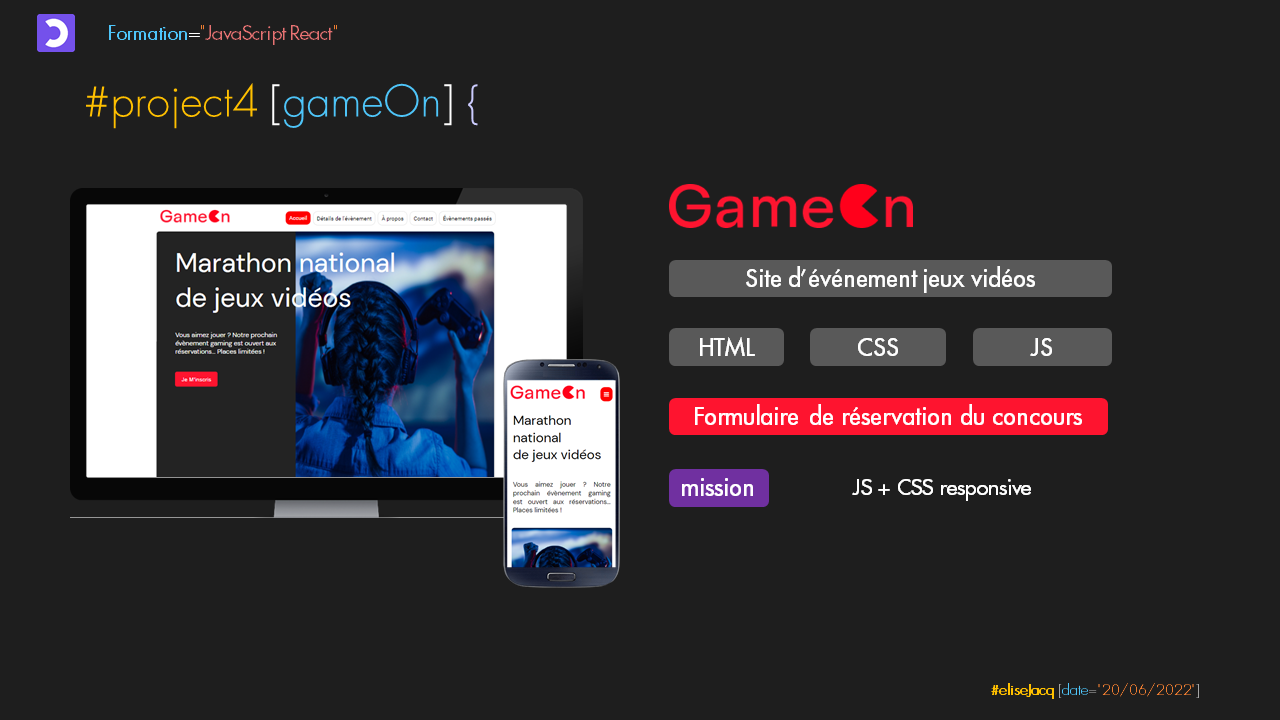 Formation="JavaScript React"
#project4 [gameOn] {
GameOn
Accueil Détails de l'évènement À propos Contact Évènements passés
Marathon national
de jeux vidéos
Vous aimez jouer ? Notre prochain
évènement gaming est ouvert aux
réservations... Places limitées !
Je M'inscris
GameOn
Marathon
national
de jeux vidéos
Vous aimez jouer ? Notre
prochain évènement gaming
est ouvert aux réservations...
Places limitées !
GameOn
Site d’événement jeux vidéos
HTML CSS JS
Formulaire de réservation du concours
mission JS + CSS responsive
#eliseJacq [date="20/06/2022"]